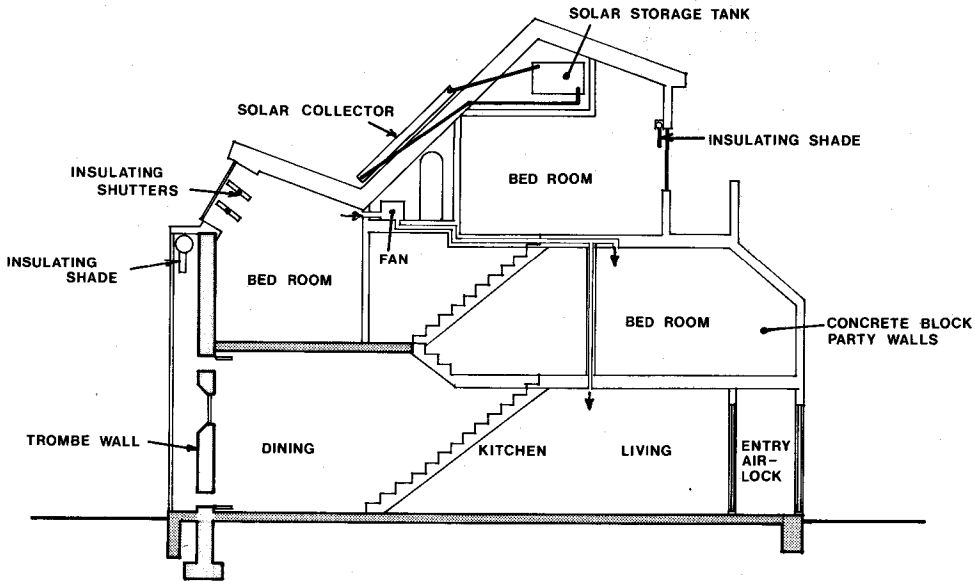 SOLAR STORAGE TANK
SOLAR COLLECTOR
INSULATING SHADE
INSULATING
SHUTTERS
BED ROOM
INSULATING
SHADE
FAN
BED ROOM
BED ROOM
CONCRETE BLOCK
PARTY WALLS
TROMBE WALL
DINING
KITCHEN
LIVING
ENTRY
AIR-
LOCK